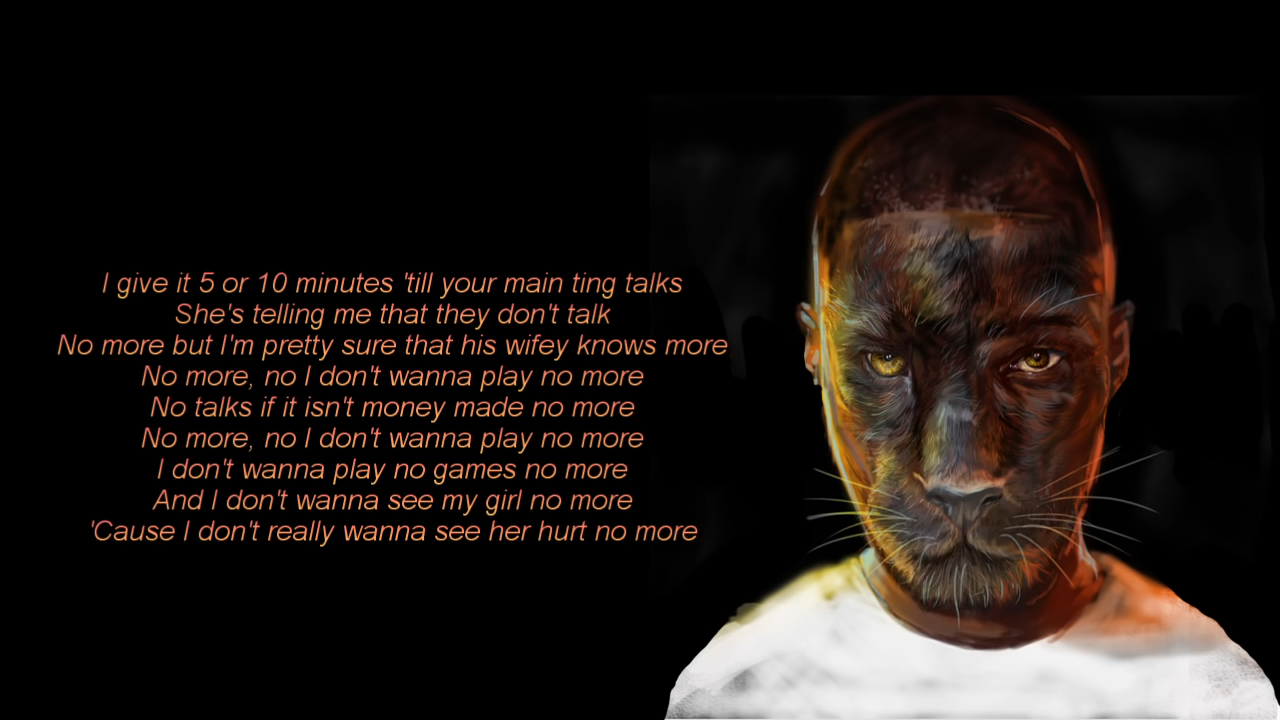 I give it 5 or 10 minutes 'till your main ting talks
She's telling me that they don't talk
No more but I'm pretty sure that his wifey knows more
No more, no I don't wanna play no more
No talks if it isn't money made no more
No more, no I don't wanna play no more
I don't wanna play no games no more
And I don't wanna see my girl no more
'Cause I don't really wanna see her hurt no more